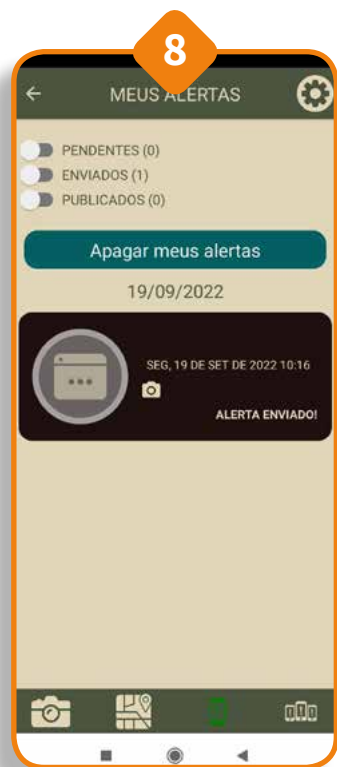 8
MEUS ALERTAS
PENDENTES (0)
ENVIADOS (1)
PUBLICADOS (0)
Apagar meus alertas
19/09/2022
SEG, 19 DE SET DE 2022 10:16
ALERTA ENVIADO!